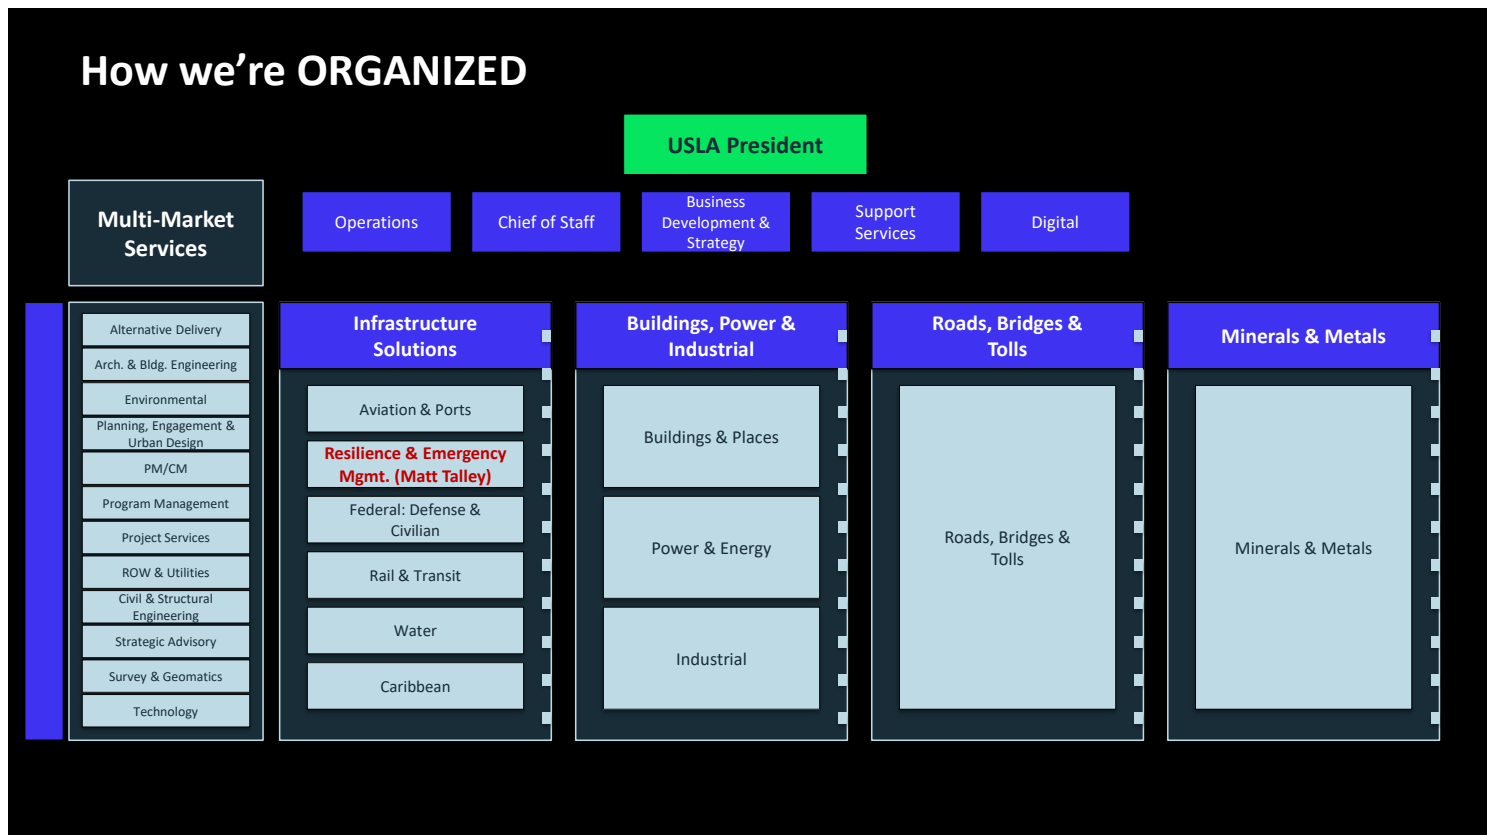 How we're ORGANIZED
USLA President
Multi-Market
Services
Operations
Chief of Staff
Business
Development &
Strategy
Support
Services
Digital
Alternative Delivery
Arch. & Bldg. Engineering
Environmental
Planning, Engagement &
Urban Design
PM/CM
Program Management
Project Services
ROW & Utilities
Civil & Structural
Engineering
Strategic Advisory
Survey & Geomatics
Technology
Infrastructure
Solutions
Aviation & Ports
Resilience & Emergency
Mgmt. (Matt Talley)
Federal: Defense &
Civilian
Rail & Transit
Water
Caribbean
Buildings, Power &
Industrial
Buildings & Places
Power & Energy
Industrial
Roads, Bridges &
Tolls
Roads, Bridges &
Tolls
Minerals & Metals
Minerals & Metals